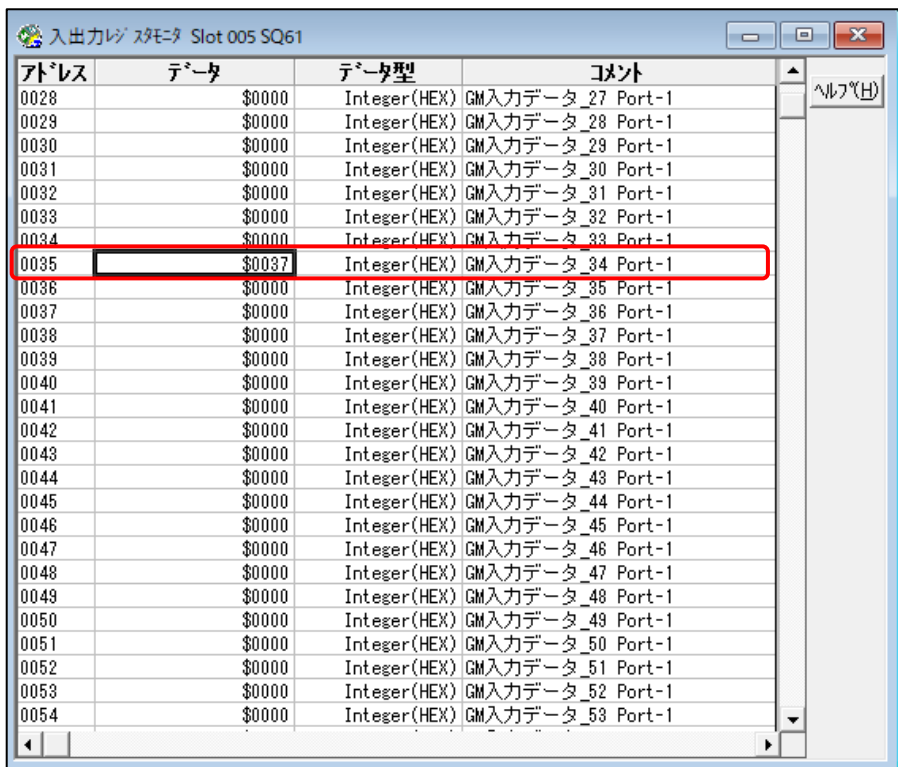 入出力ﾚｼﾞｽﾀﾓﾆﾀ Slot 005 SQ61
ｱﾄﾞﾚｽ ﾃﾞｰﾀ ﾃﾞｰﾀ型 ｺﾒﾝﾄ
ﾍﾙﾌﾟ(H)
0028 $0000 Integer(HEX) GM入力データ_27 Port-1
0029 $0000 Integer(HEX) GM入力データ_28 Port-1
0030 $0000 Integer(HEX) GM入力データ_29 Port-1
0031 $0000 Integer(HEX) GM入力データ_30 Port-1
0032 $0000 Integer(HEX) GM入力データ_31 Port-1
0033 $0000 Integer(HEX) GM入力データ_32 Port-1
0034 $0000 Integer(HEX) GM入力データ_33 Port-1
0035 $0037 Integer(HEX) GM入力データ_34 Port-1
0036 $0000 Integer(HEX) GM入力データ_35 Port-1
0037 $0000 Integer(HEX) GM入力データ_36 Port-1
0038 $0000 Integer(HEX) GM入力データ_37 Port-1
0039 $0000 Integer(HEX) GM入力データ_38 Port-1
0040 $0000 Integer(HEX) GM入力データ_39 Port-1
0041 $0000 Integer(HEX) GM入力データ_40 Port-1
0042 $0000 Integer(HEX) GM入力データ_41 Port-1
0043 $0000 Integer(HEX) GM入力データ_42 Port-1
0044 $0000 Integer(HEX) GM入力データ_43 Port-1
0045 $0000 Integer(HEX) GM入力データ_44 Port-1
0046 $0000 Integer(HEX) GM入力データ_45 Port-1
0047 $0000 Integer(HEX) GM入力データ_46 Port-1
0048 $0000 Integer(HEX) GM入力データ_47 Port-1
0049 $0000 Integer(HEX) GM入力データ_48 Port-1
0050 $0000 Integer(HEX) GM入力データ_49 Port-1
0051 $0000 Integer(HEX) GM入力データ_50 Port-1
0052 $0000 Integer(HEX) GM入力データ_51 Port-1
0053 $0000 Integer(HEX) GM入力データ_52 Port-1
0054 $0000 Integer(HEX) GM入力データ_53 Port-1